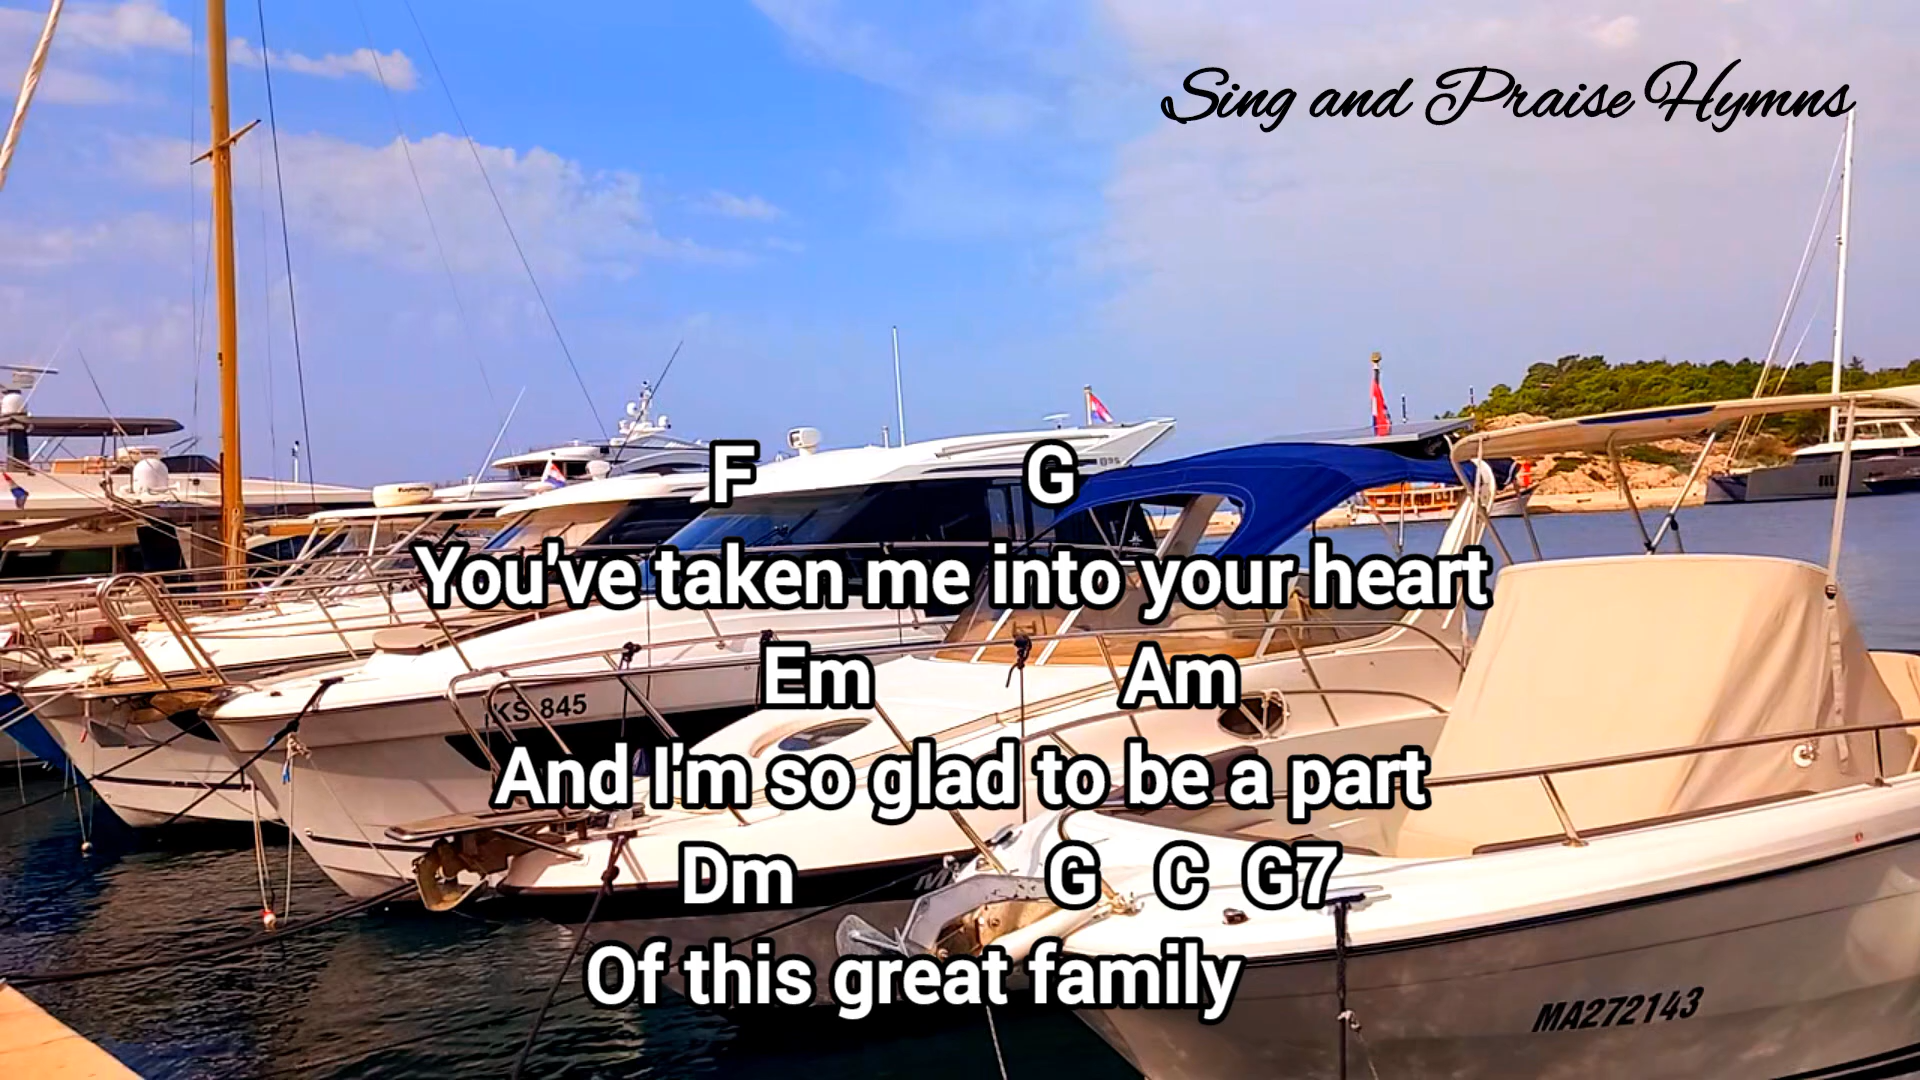 Sing and Praise Hymns
F G
You've taken me into your heart
Em Am
KS 845
And I'm so glad to be a part
Dm G C G7
Of this great family
MA272143